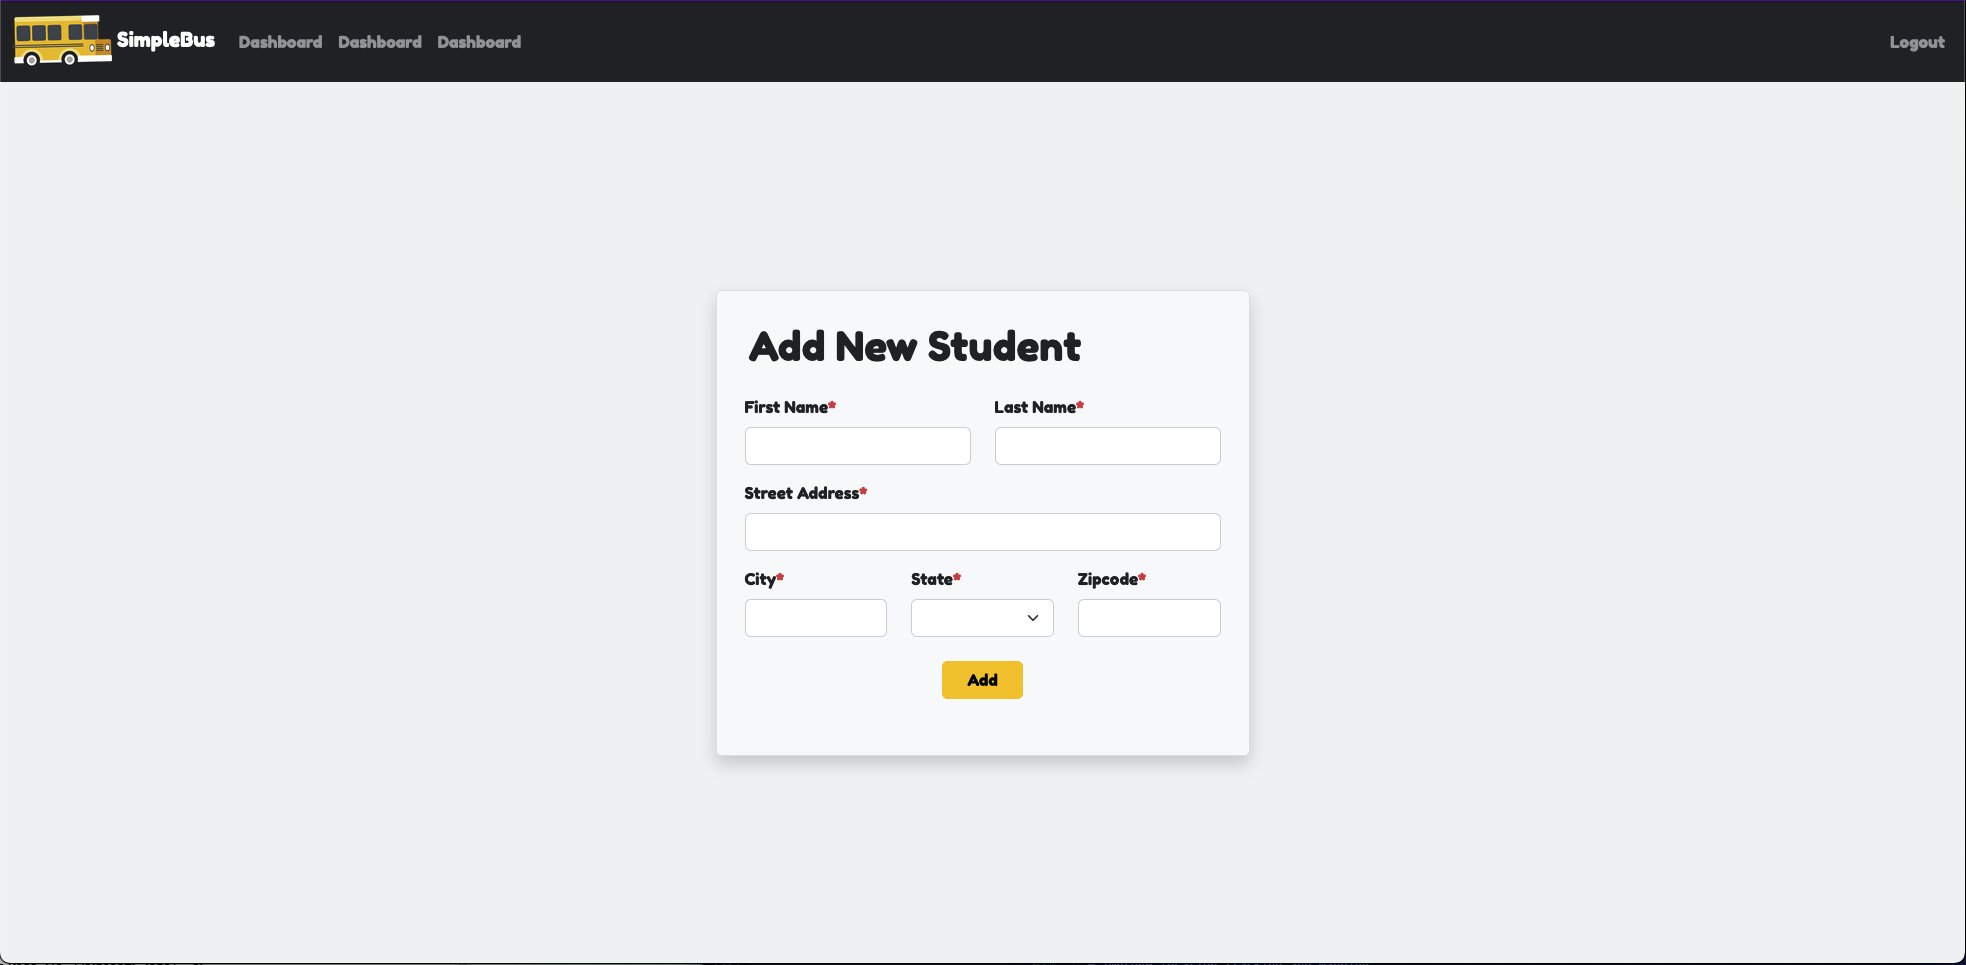 SimpleBus Dashboard Dashboard Dashboard Logout
Add New Student
First Name* Last Name*
Street Address*
City* State* Zipcode*
Add